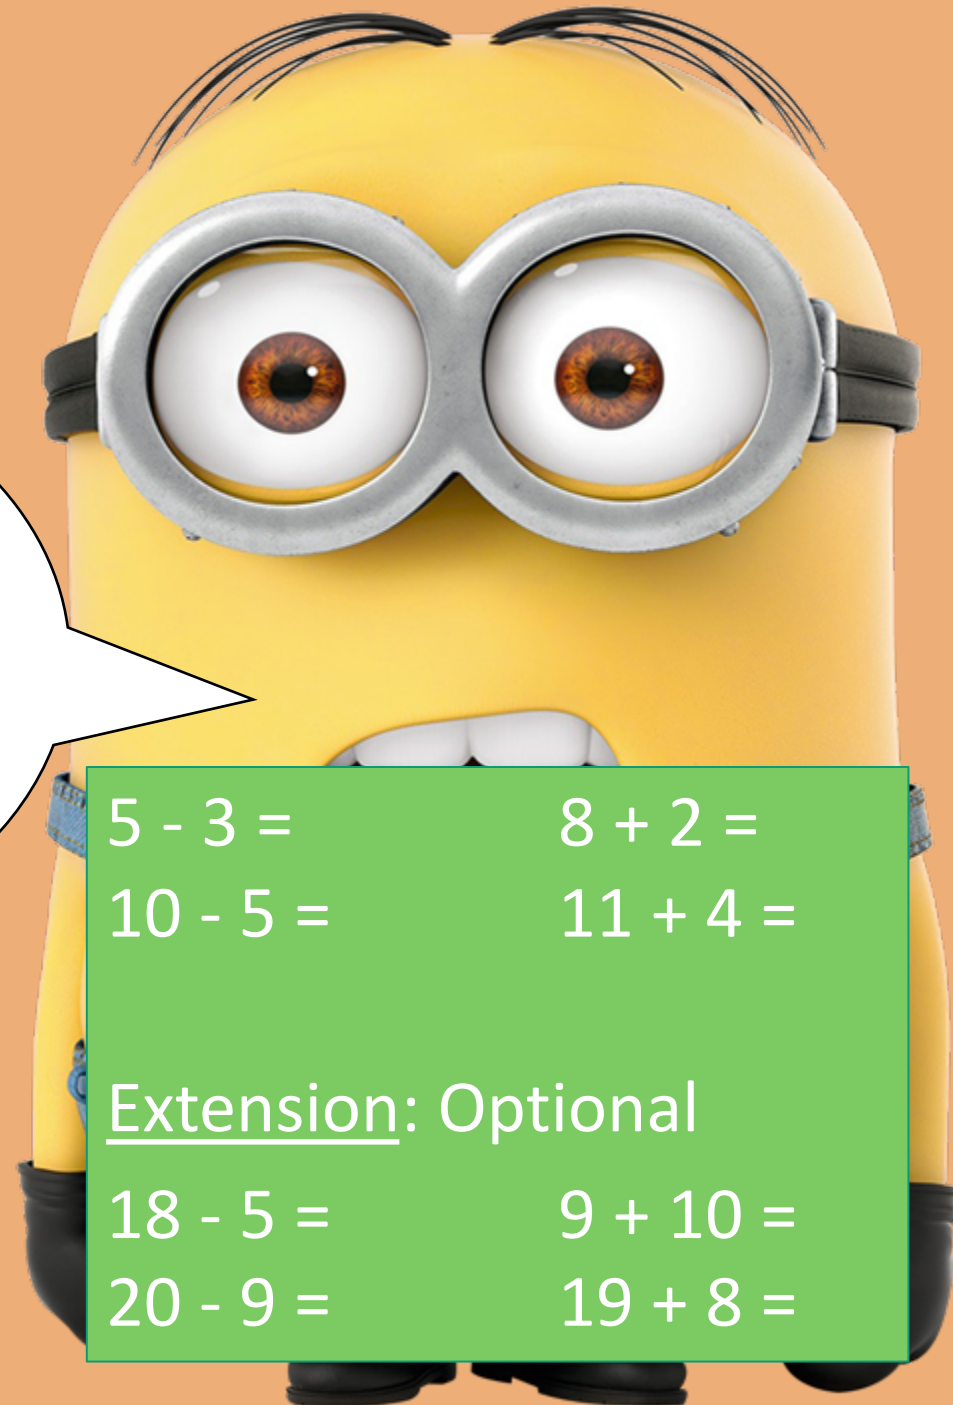 5 - 3 = 8 + 2 =
10 - 5 = 11 + 4 =
Extension: Optional
18 - 5 = 9 + 10 =
20 - 9 = 19 + 8 =